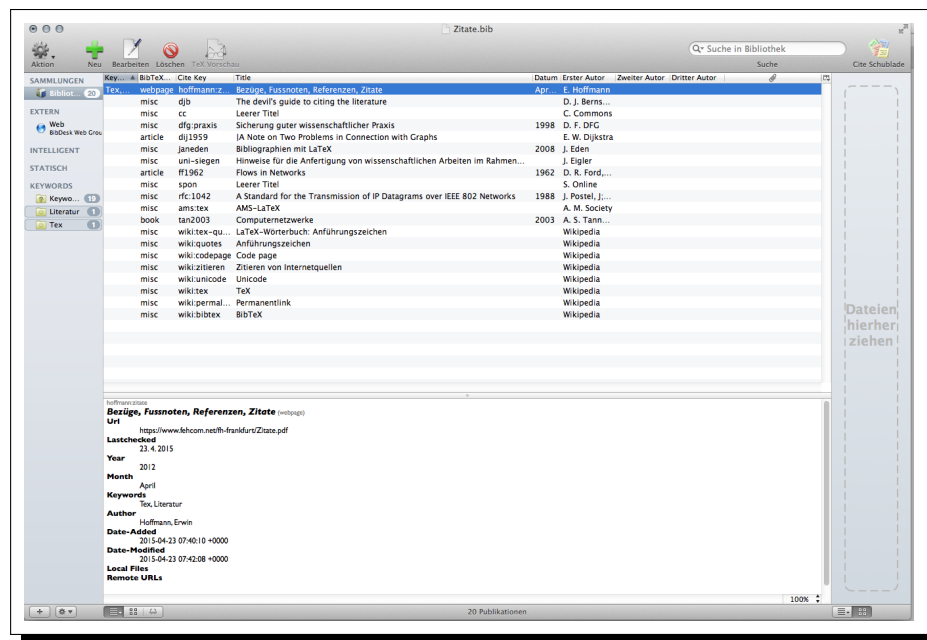 Zitate.bib
Aktion Neu Bearbeiten Löschen TeX Vorschau Suche in Bibliothek Suche Cite Schublade
SAMMLUNGEN
Bibliot... 20
EXTERN
Web
BibDesk Web Grou
INTELLIGENT
STATISCH
KEYWORDS
Keywo... 19
Literatur 1
Tex 1
Key... BibTeX... Cite Key Title Datum Erster Autor Zweiter Autor Dritter Autor
Tex,... webpage hoffmann:z... Bezüge, Fussnoten, Referenzen, Zitate Apr... E. Hoffmann
misc djb The devil's guide to citing the literature D. J. Berns...
misc cc Leerer Titel C. Commons
misc dfg:praxis Sicherung guter wissenschaftlicher Praxis 1998 D. F. DFG
article dij1959 |A Note on Two Problems in Connection with Graphs E. W. Dijkstra
misc janeden Bibliographien mit LaTeX 2008 J. Eden
misc uni-siegen Hinweise für die Anfertigung von wissenschaftlichen Arbeiten im Rahmen... J. Eigler
article ff1962 Flows in Networks 1962 D. R. Ford,...
misc spon Leerer Titel S. Online
misc rfc:1042 A Standard for the Transmission of IP Datagrams over IEEE 802 Networks 1988 J. Postel, J;...
misc ams:tex AMS-LaTeX A. M. Society
book tan2003 Computernetzwerke 2003 A. S. Tann...
misc wiki:tex-qu... LaTeX-Wörterbuch: Anführungszeichen Wikipedia
misc wiki:quotes Anführungszeichen Wikipedia
misc wiki:codepage Code page Wikipedia
misc wiki:zitieren Zitieren von Internetquellen Wikipedia
misc wiki:unicode Unicode Wikipedia
misc wiki:tex TeX Wikipedia
misc wiki:permal... Permanentlink Wikipedia
misc wiki:bibtex BibTeX Wikipedia
Dateien
hierher
ziehen
hoffmann:zitate
Bezüge, Fussnoten, Referenzen, Zitate (webpage)
Url
https://www.fehcom.net/fh-frankfurt/Zitate.pdf
Lastchecked
23. 4. 2015
Year
2012
Month
April
Keywords
Tex, Literatur
Author
Hoffmann, Erwin
Date-Added
2015-04-23 07:40:10 +0000
Date-Modified
2015-04-23 07:42:08 +0000
Local Files
Remote URLs
100%
20 Publikationen